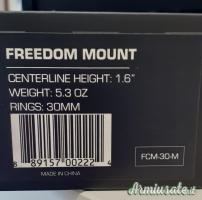 FREEDOM MOUNT
CENTERLINE HEIGHT: 1.6"
WEIGHT: 5.3 OZ
RINGS: 30MM
8 89157 00222 4
FCM-30-M
MADE IN CHINA
Armiusate.it